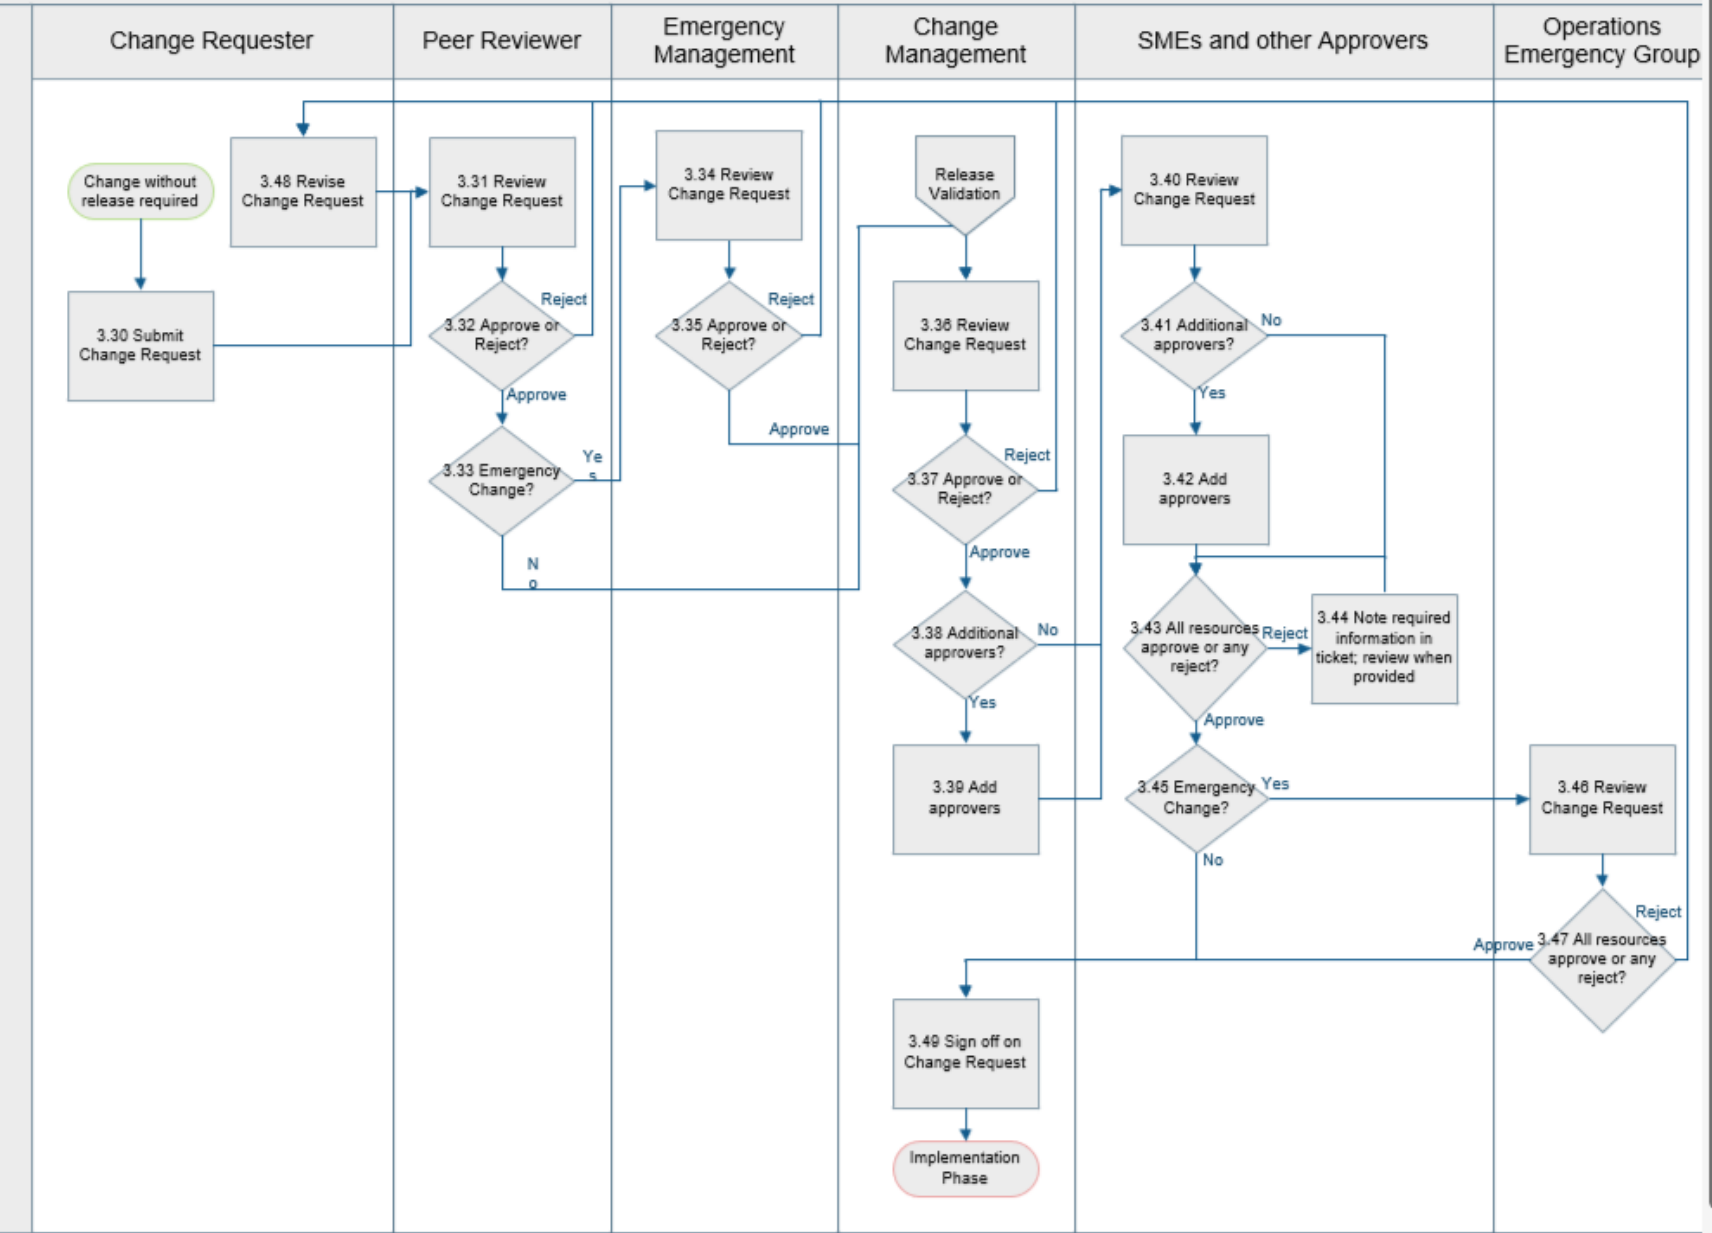 Change Requester
Peer Reviewer
Emergency
Management
Change
Management
SMEs and other Approvers
Operations
Emergency Group
Change without
release required
3.48 Revise
Change Request
3.30 Submit
Change Request
3.31 Review
Change Request
Reject
3.32 Approve or
Reject?
Approve
3.33 Emergency
Change?
Ye
s
N
o
3.34 Review
Change Request
Reject
3.35 Approve or
Reject?
Approve
Release
Validation
3.36 Review
Change Request
Reject
3.37 Approve or
Reject?
Approve
3.38 Additional
approvers?
No
Yes
3.39 Add
approvers
3.40 Review
Change Request
3.41 Additional
approvers?
No
Yes
3.42 Add
approvers
3.43 All resources
approve or any
reject?
Reject
3.44 Note required
information in
ticket; review when
provided
Approve
3.45 Emergency
Change?
Yes
No
3.46 Review
Change Request
Reject
3.47 All resources
approve or any
reject?
Approve
3.49 Sign off on
Change Request
Implementation
Phase